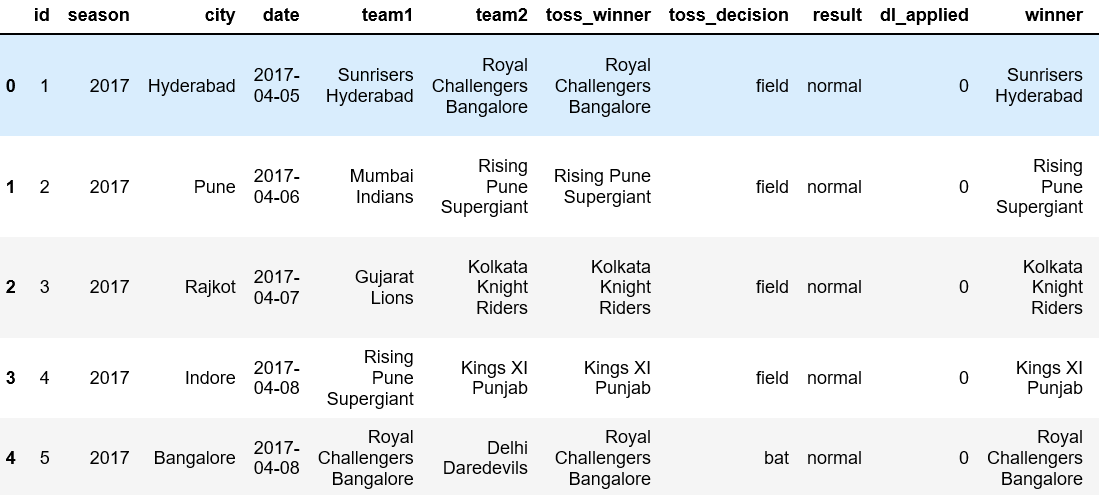 id season city date team1 team2 toss_winner toss_decision result dl_applied winner
0 1 2017 Hyderabad 2017-04-05 Sunrisers Hyderabad Royal Challengers Bangalore Royal Challengers Bangalore field normal 0 Sunrisers Hyderabad
1 2 2017 Pune 2017-04-06 Mumbai Indians Rising Pune Supergiant Rising Pune Supergiant field normal 0 Rising Pune Supergiant
2 3 2017 Rajkot 2017-04-07 Gujarat Lions Kolkata Knight Riders Kolkata Knight Riders field normal 0 Kolkata Knight Riders
3 4 2017 Indore 2017-04-08 Rising Pune Supergiant Kings XI Punjab Kings XI Punjab field normal 0 Kings XI Punjab
4 5 2017 Bangalore 2017-04-08 Royal Challengers Bangalore Delhi Daredevils Royal Challengers Bangalore bat normal 0 Royal Challengers Bangalore